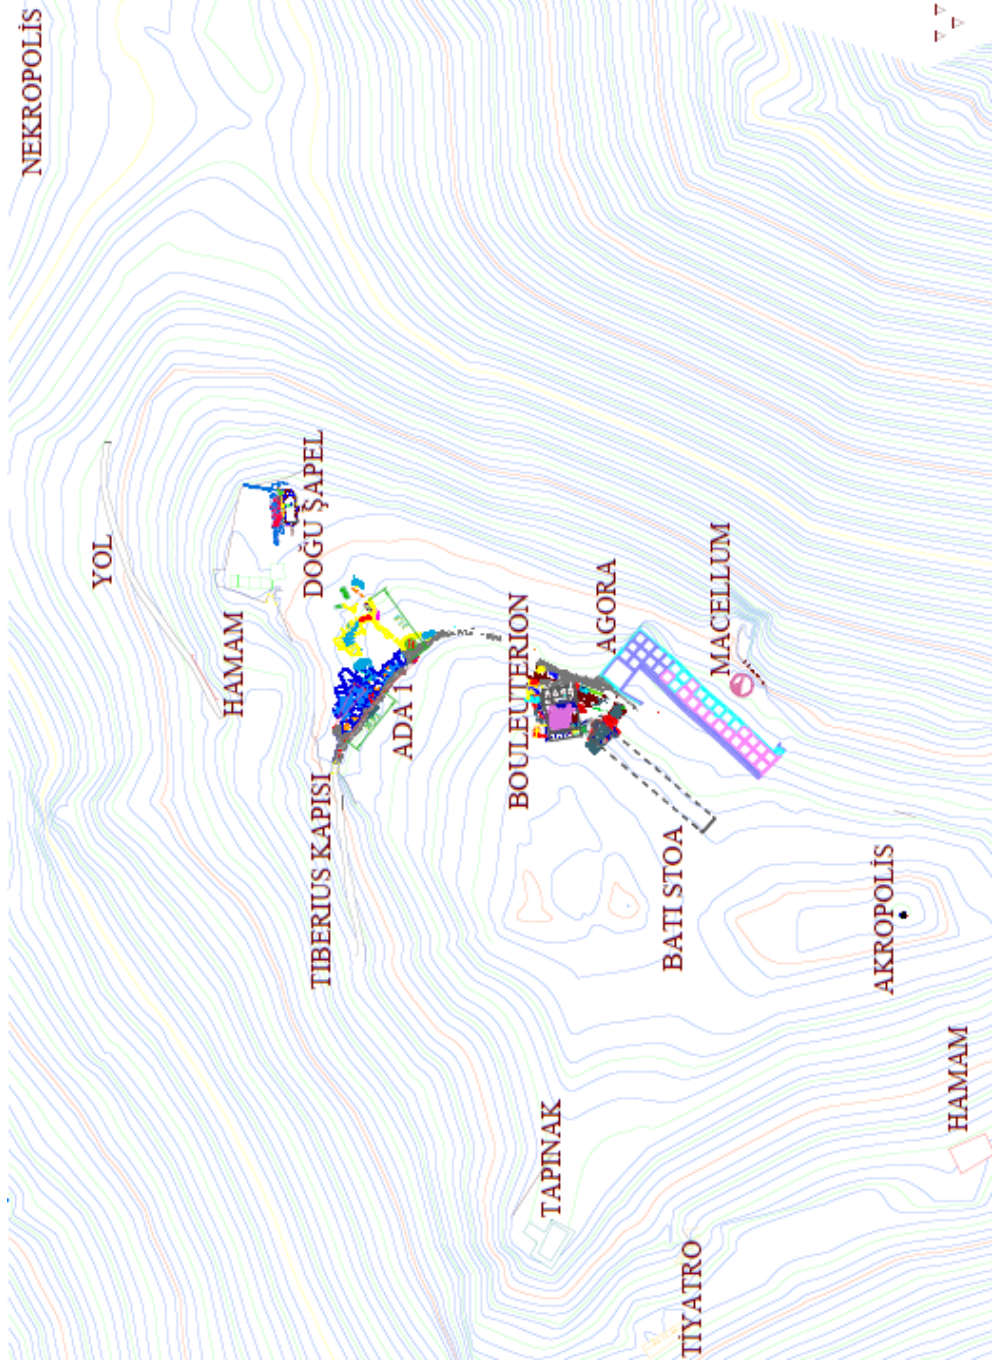 NEKROPOLİS
YOL
HAMAM
DOĞU ŞAPEL
TIBERIUS KAPISI
ADA 1
BOULEUTERION
AGORA
MACELLUM
BATI STOA
AKROPOLİS
TAPINAK
HAMAM
TİYATRO